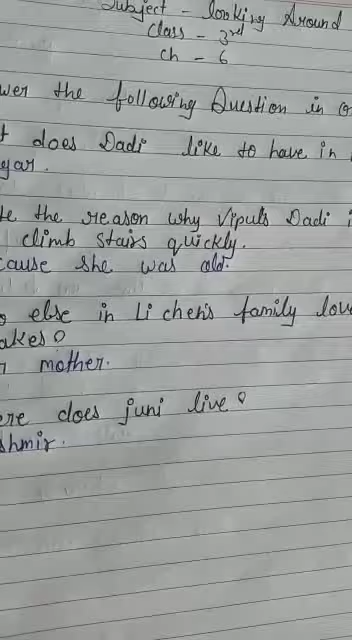 Subject - looking Around
Class - 3rd
Ch - 6
wer the following Question in o
t does Dadi like to have in
gar.
te the reason why Vipul's Dadi i
climb stairs quickly.
cause she was old.
o else in Li chen's family lov
akes?
mother.
ere does juni live?
shmir.